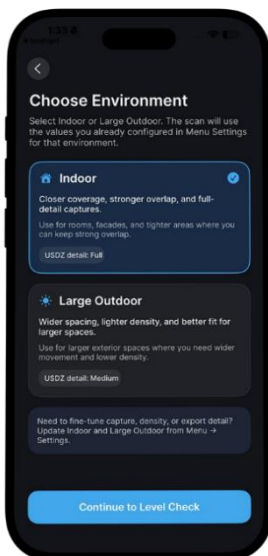 1:33
Choose Environment
Select Indoor or Large Outdoor. The scan will use
the values you already configured in Menu Settings
for that environment.
Indoor
Closer coverage, stronger overlap, and full-
detail captures.
Use for rooms, facades, and tighter areas where you
can keep strong overlap.
USDZ detail: Full
Large Outdoor
Wider spacing, lighter density, and better fit for
larger spaces.
Use for larger exterior spaces where you need wider
movement and lower density.
USDZ detail: Medium
Need to fine-tune capture, density, or export detail?
Update Indoor and Large Outdoor from Menu →
Settings.
Continue to Level Check